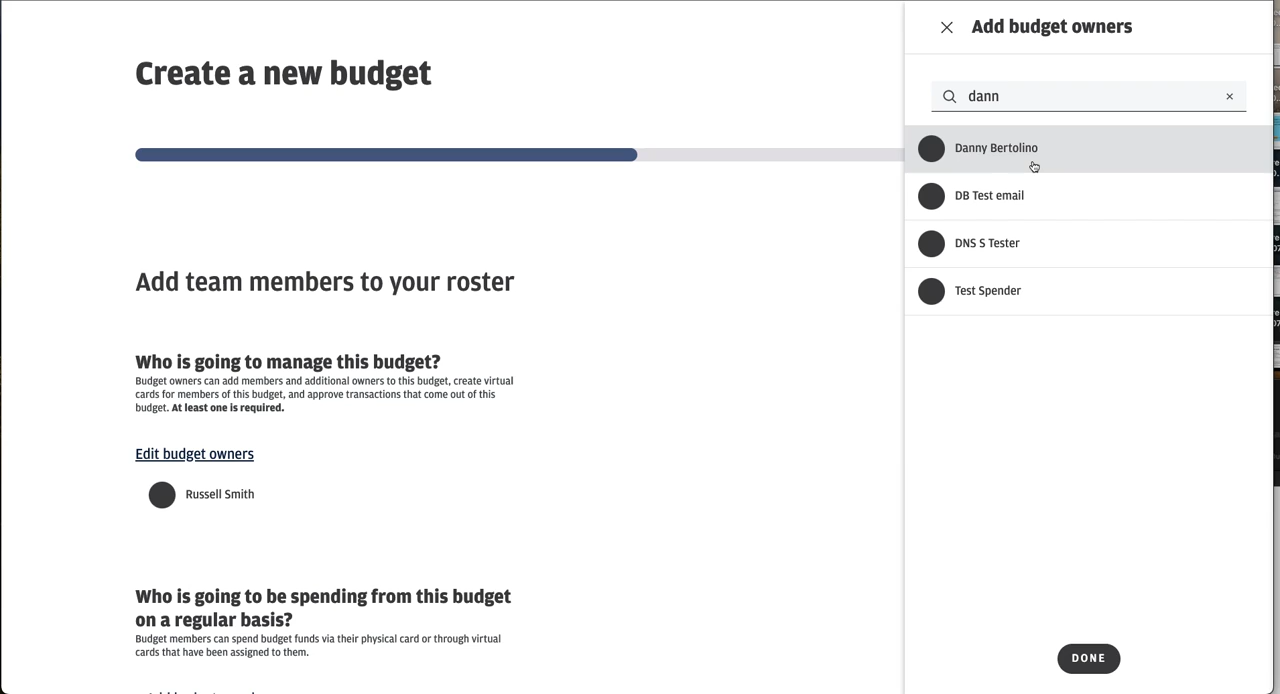 Create a new budget
Add team members to your roster
Who is going to manage this budget?
Budget owners can add members and additional owners to this budget, create virtual
cards for members of this budget, and approve transactions that come out of this
budget. At least one is required.
Edit budget owners
Russell Smith
Who is going to be spending from this budget
on a regular basis?
Budget members can spend budget funds via their physical card or through virtual
cards that have been assigned to them.
Add budget owners
dann
Danny Bertolino
DB Test email
DNS S Tester
Test Spender
DONE